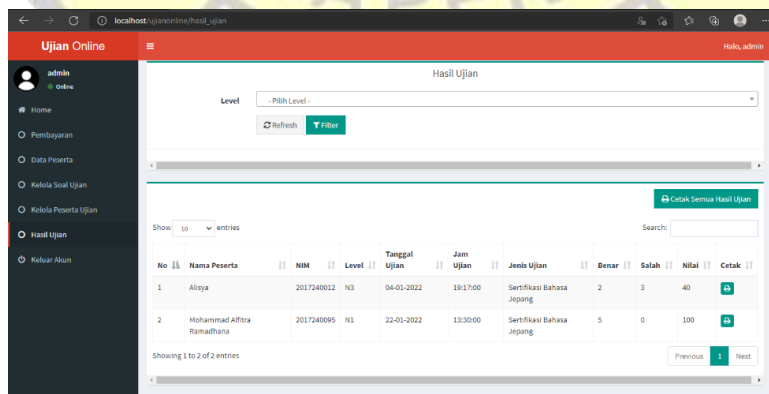 localhost/ujianonline/hasil_ujian
Ujian Online
Halo, admin
admin
Online
Home
Pembayaran
Data Peserta
Kelola Soal Ujian
Kelola Peserta Ujian
Hasil Ujian
Keluar Akun
Hasil Ujian
Level
- Pilih Level -
Refresh
Filter
Cetak Semua Hasil Ujian
Show 10 entries
Search:
No Nama Peserta NIM Level Tanggal Ujian Jam Ujian Jenis Ujian Benar Salah Nilai Cetak
1 Alisya 2017240012 N3 04-01-2022 19:17:00 Sertifikasi Bahasa Jepang 2 3 40
2 Mohammad Alfitra Ramadhana 2017240095 N1 22-01-2022 13:30:00 Sertifikasi Bahasa Jepang 5 0 100
Showing 1 to 2 of 2 entries
Previous 1 Next